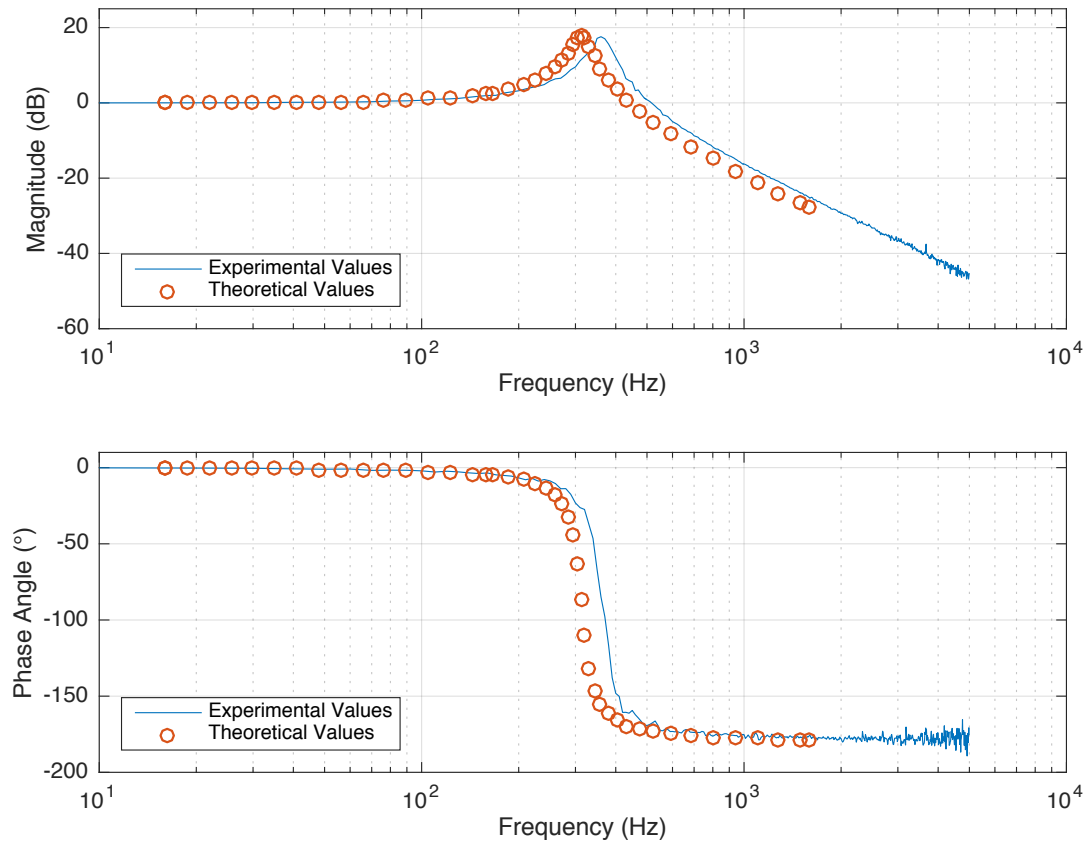 20
0
-20
-40
-60
Magnitude (dB)
Experimental Values
Theoretical Values
10^1
10^2
10^3
10^4
Frequency (Hz)
0
-50
-100
-150
-200
Phase Angle (°)
Experimental Values
Theoretical Values
10^1
10^2
10^3
10^4
Frequency (Hz)